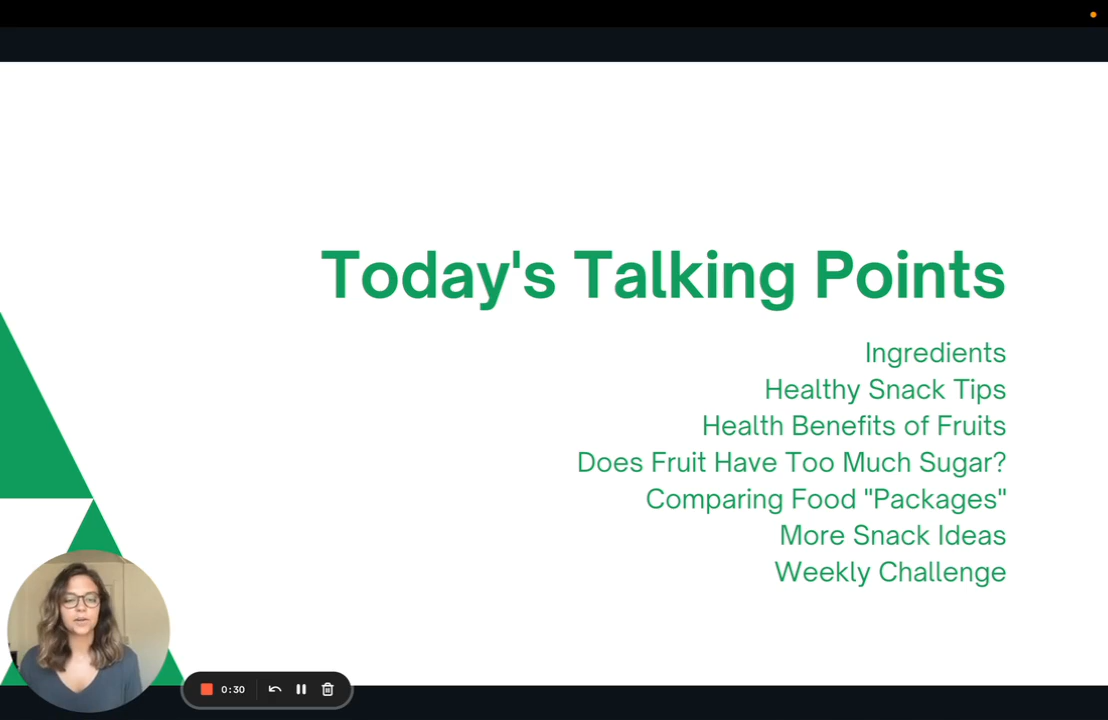 Today's Talking Points
Ingredients
Healthy Snack Tips
Health Benefits of Fruits
Does Fruit Have Too Much Sugar?
Comparing Food "Packages"
More Snack Ideas
Weekly Challenge
0:30